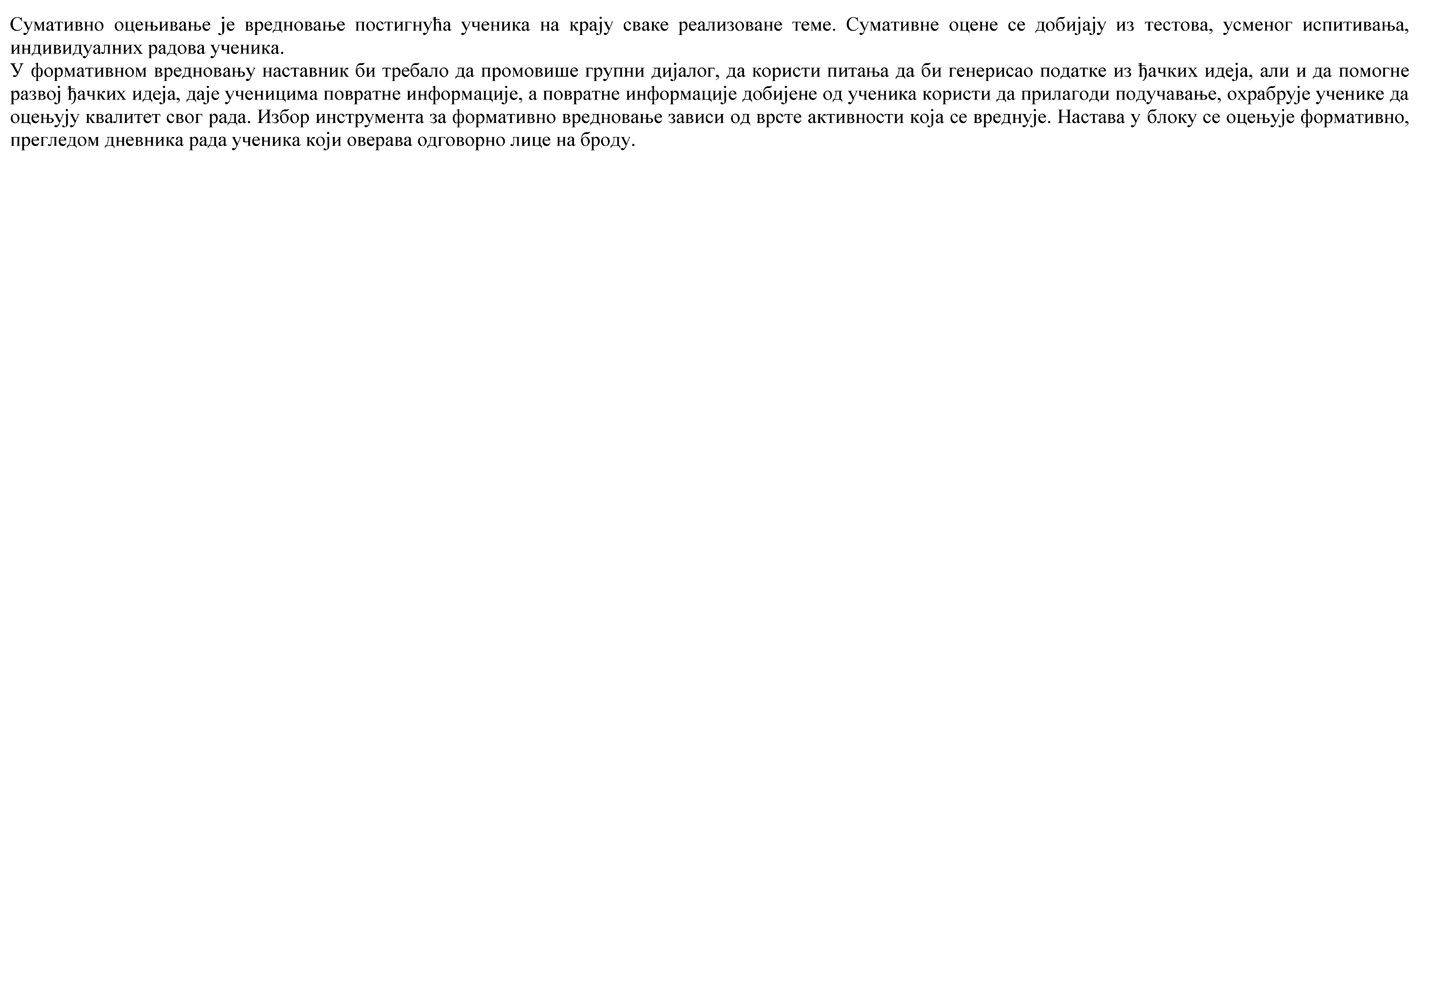 Сумативно оцењивање је вредновање постигнућа ученика на крају сваке реализоване теме. Сумативне оцене се добијају из тестова, усменог испитивања,
индивидуалних радова ученика.
У формативном вредновању наставник би требало да промовише групни дијалог, да користи питања да би генерисао податке из ђачких идеја, али и да помогне
развој ђачких идеја, даје ученицима повратне информације, а повратне информације добијене од ученика користи да прилагоди подучавање, охрабрује ученике да
оцењују квалитет свог рада. Избор инструмента за формативно вредновање зависи од врсте активности која се вреднује. Настава у блоку се оцењује формативно,
прегледом дневника рада ученика који оверава одговорно лице на броду.